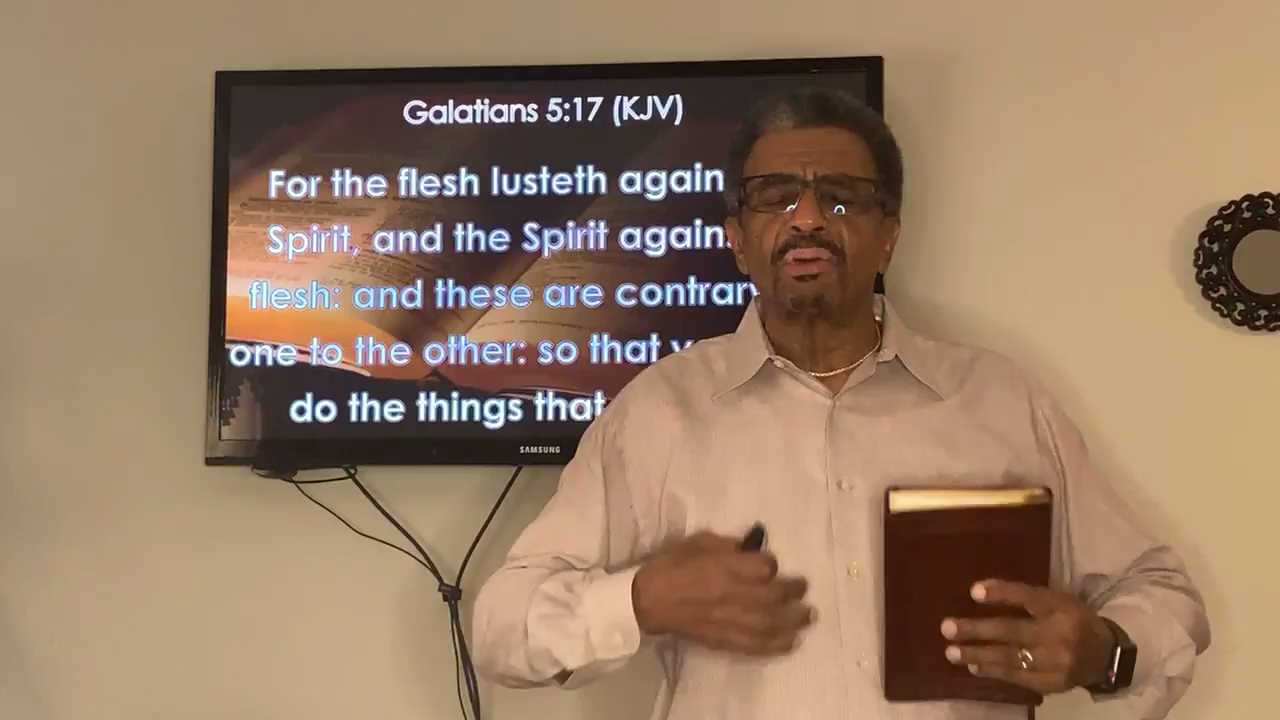 Galatians 5:17 (KJV)
For the flesh lusteth again
Spirit, and the Spirit again
flesh: and these are contrary
one to the other: so that
do the things that
SAMSUNG